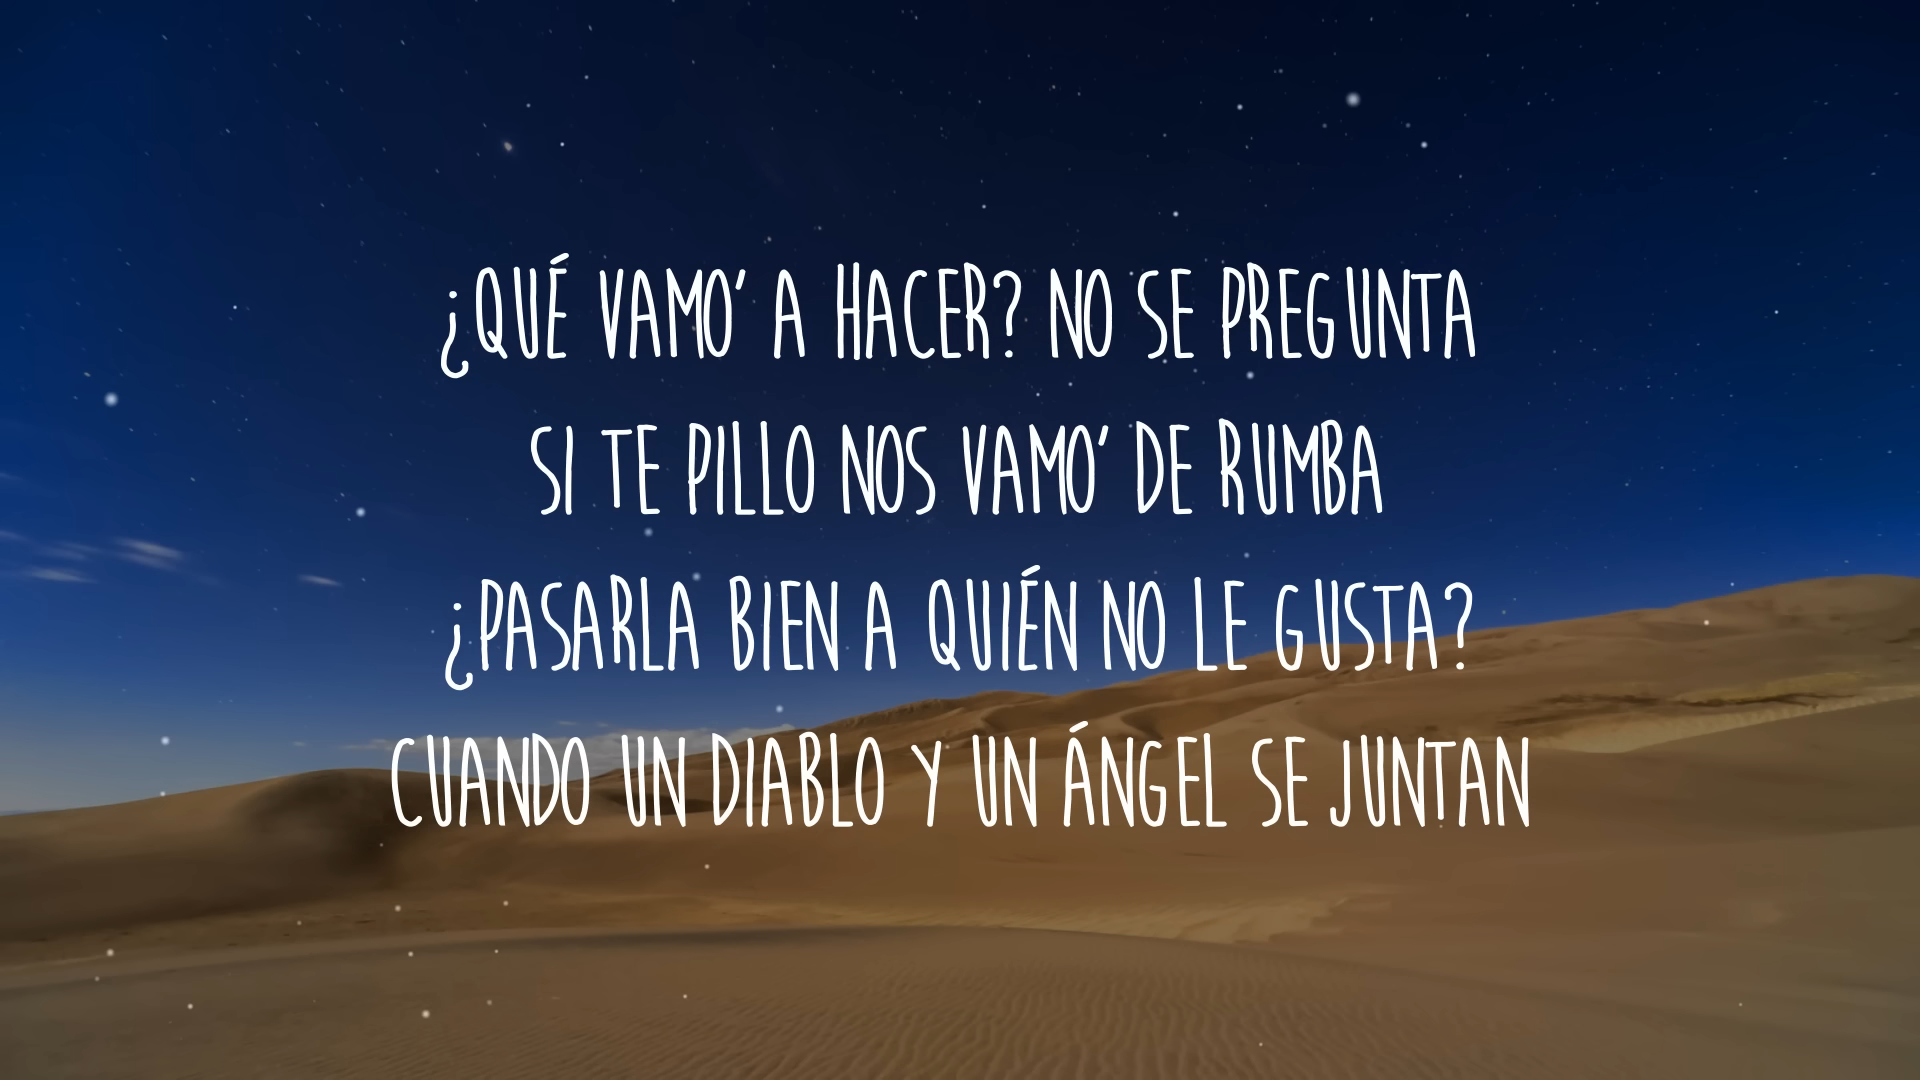 ¿QUÉ VAMO' A HACER? NO SE PREGUNTA
SI TE PILLO NOS VAMO' DE RUMBA
¿PASARLA BIEN A QUIÉN NO LE GUSTA?
CUANDO UN DIABLO Y UN ÁNGEL SE JUNTAN